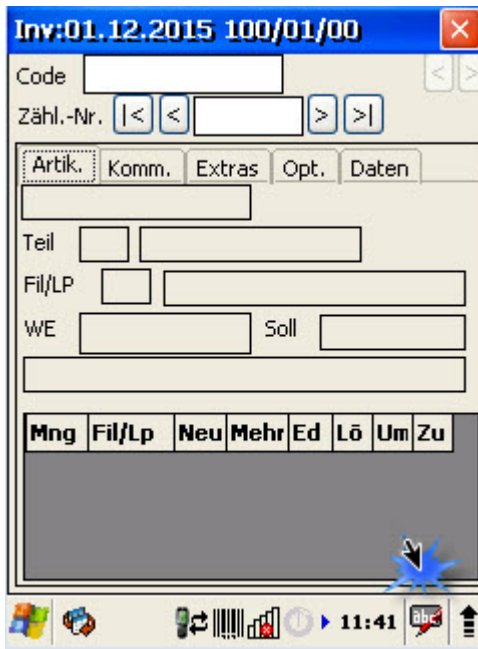 Inv:01.12.2015 100/01/00
Code < >
Zähl.-Nr. |< < > >|
Artik. Komm. Extras Opt. Daten
Teil
Fil/LP
WE Soll
Mng Fil/Lp Neu Mehr Ed Lö Um Zu
11:41 abc